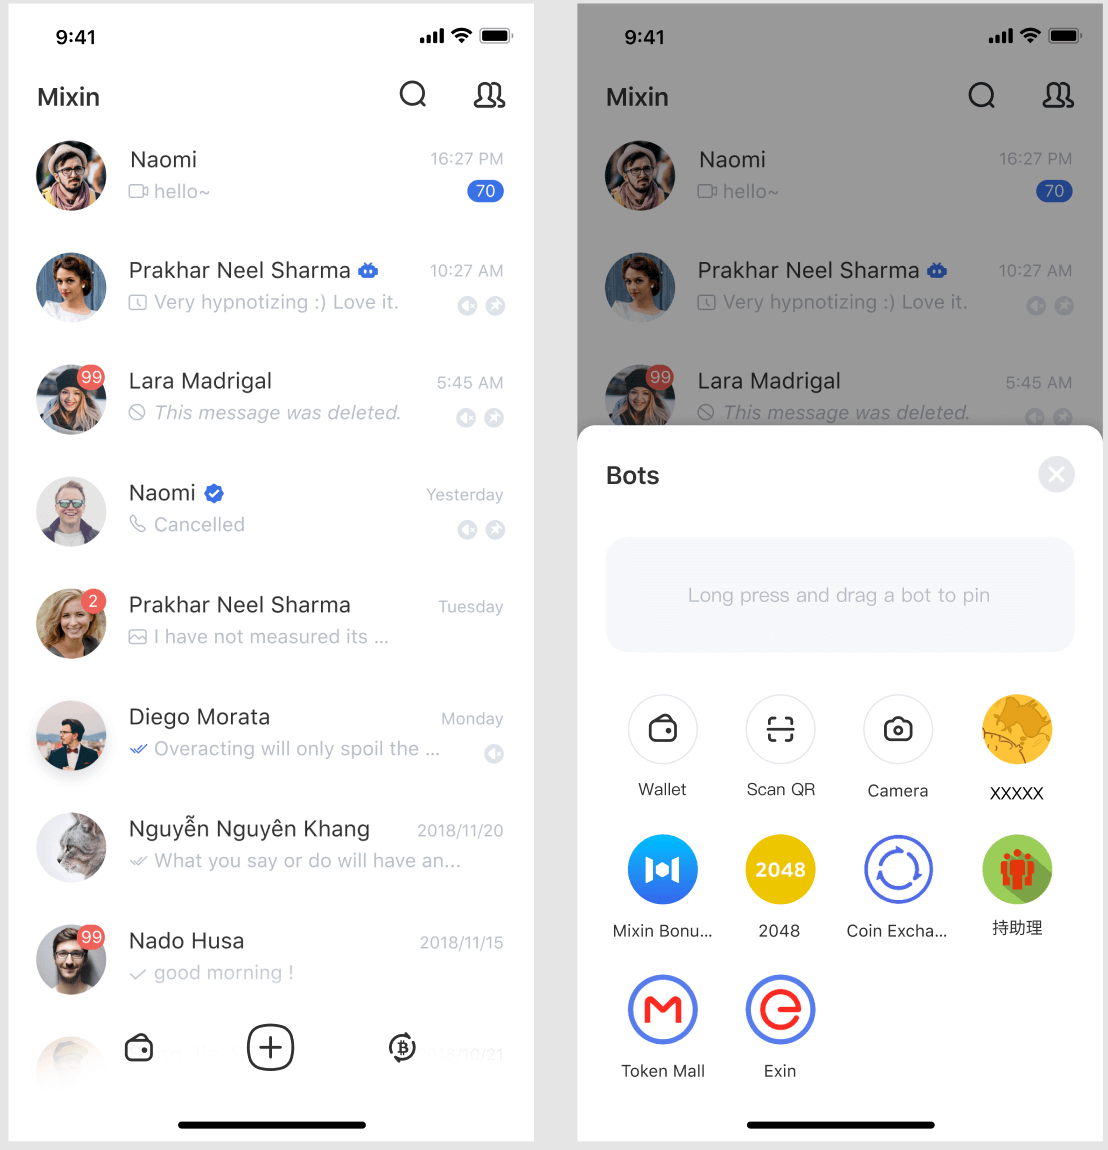 9:41
Mixin
Naomi 16:27 PM
hello~ 70
Prakhar Neel Sharma 10:27 AM
Very hypnotizing :) Love it.
99 Lara Madrigal 5:45 AM
This message was deleted.
Naomi Yesterday
Cancelled
2 Prakhar Neel Sharma Tuesday
I have not measured its ...
Diego Morata Monday
Overacting will only spoil the ...
Nguyễn Nguyên Khang 2018/11/20
What you say or do will have an...
99 Nado Husa 2018/11/15
good morning !
9:41
Mixin
Naomi 16:27 PM
hello~ 70
Prakhar Neel Sharma 10:27 AM
Very hypnotizing :) Love it.
99 Lara Madrigal 5:45 AM
This message was deleted.
Bots
Long press and drag a bot to pin
Wallet Scan QR Camera XXXXX
2048
Mixin Bonu... 2048 Coin Excha... 持助理
Token Mall Exin